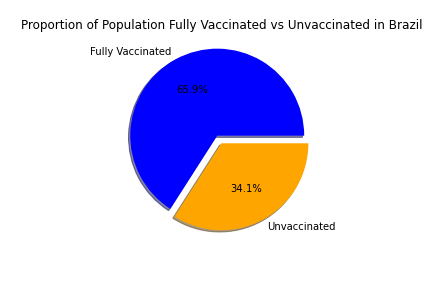 Proportion of Population Fully Vaccinated vs Unvaccinated in Brazil
Fully Vaccinated
65.9%
34.1%
Unvaccinated